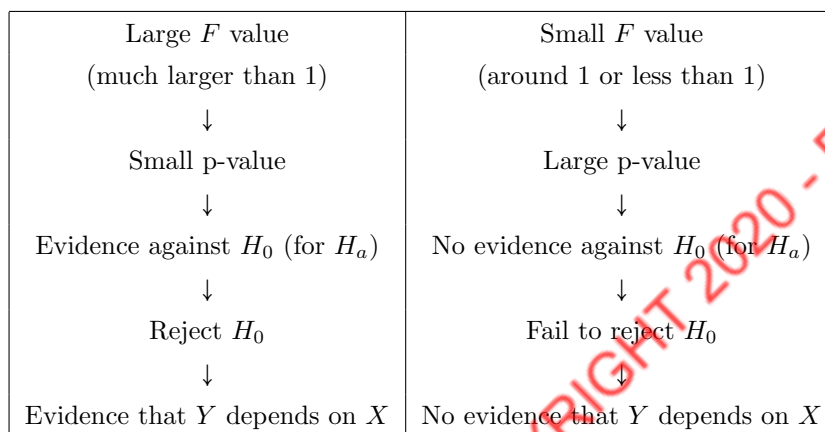 Large F value
(much larger than 1)
↓
Small p-value
↓
Evidence against H₀ (for Hₐ)
↓
Reject H₀
↓
Evidence that Y depends on X
Small F value
(around 1 or less than 1)
↓
Large p-value
↓
No evidence against H₀ (for Hₐ)
↓
Fail to reject H₀
↓
No evidence that Y depends on X
RIGHT 2020 -